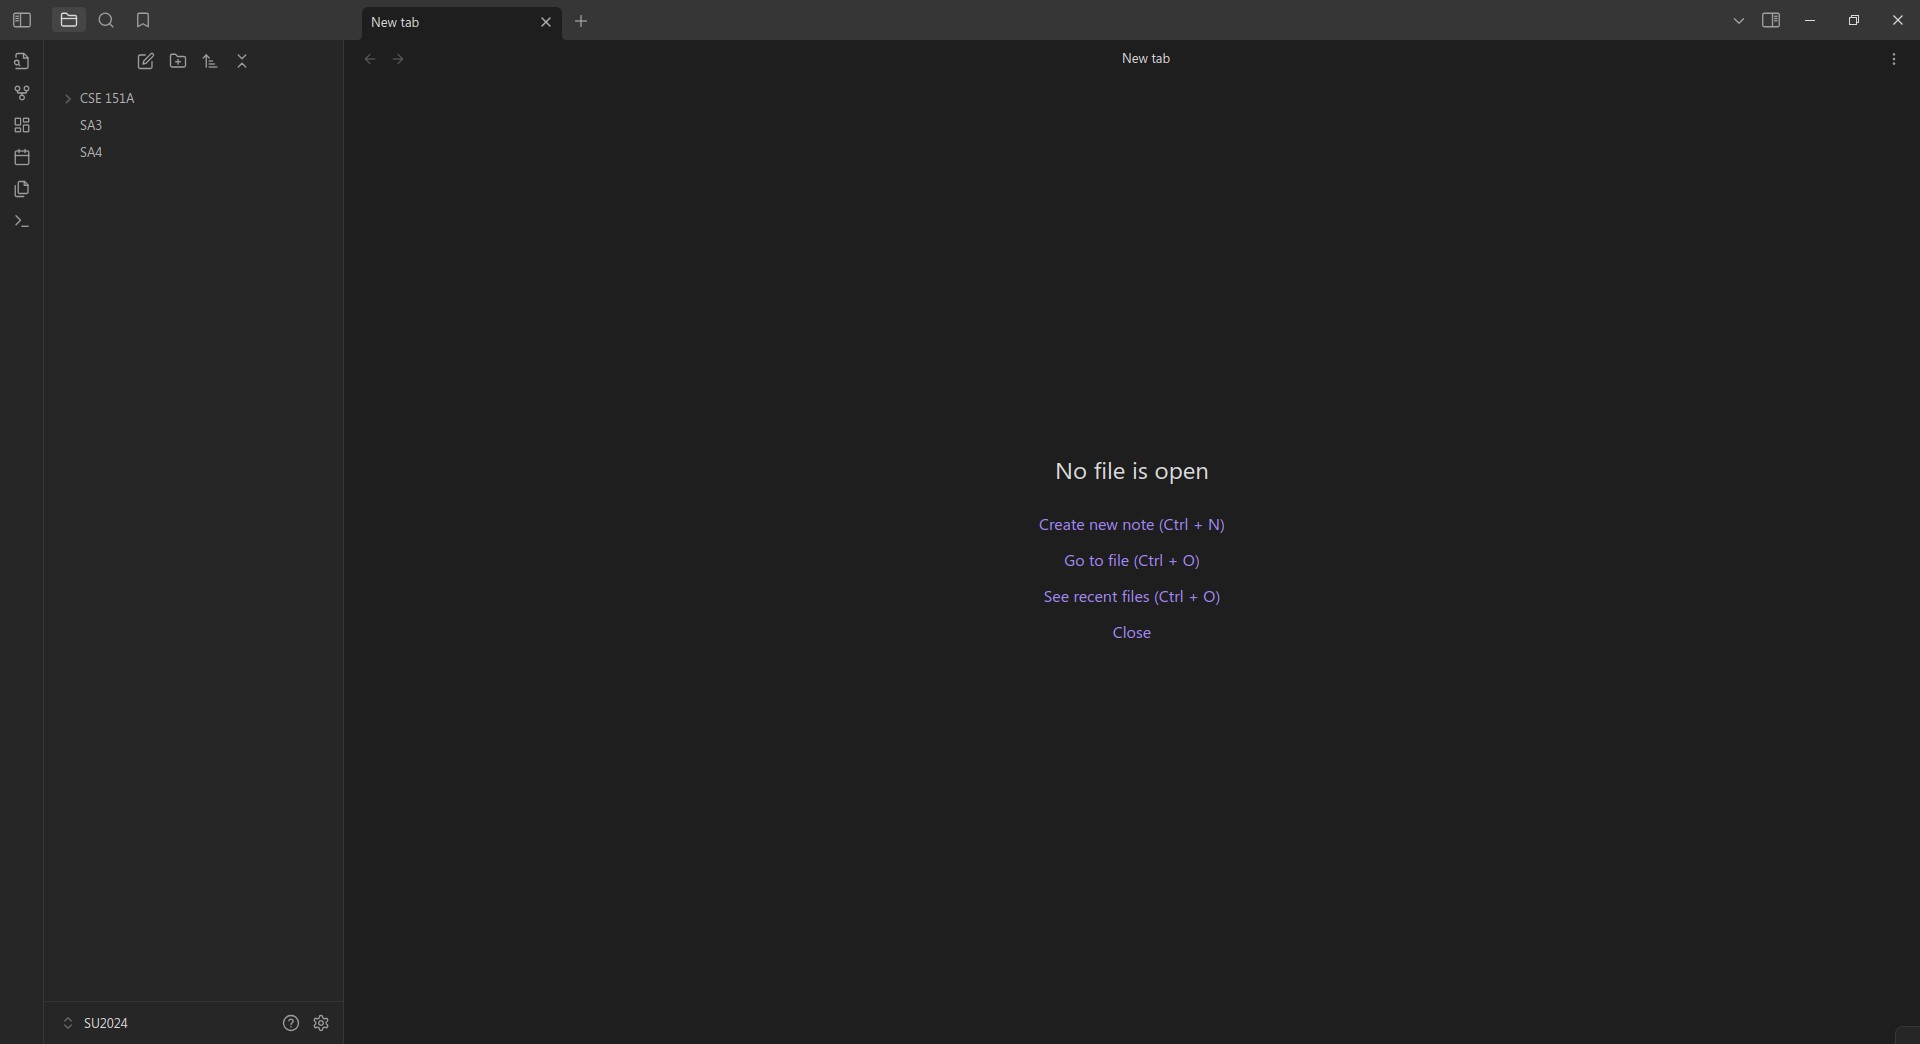 New tab
New tab
CSE 151A
SA3
SA4
No file is open
Create new note (Ctrl + N)
Go to file (Ctrl + O)
See recent files (Ctrl + O)
Close
SU2024